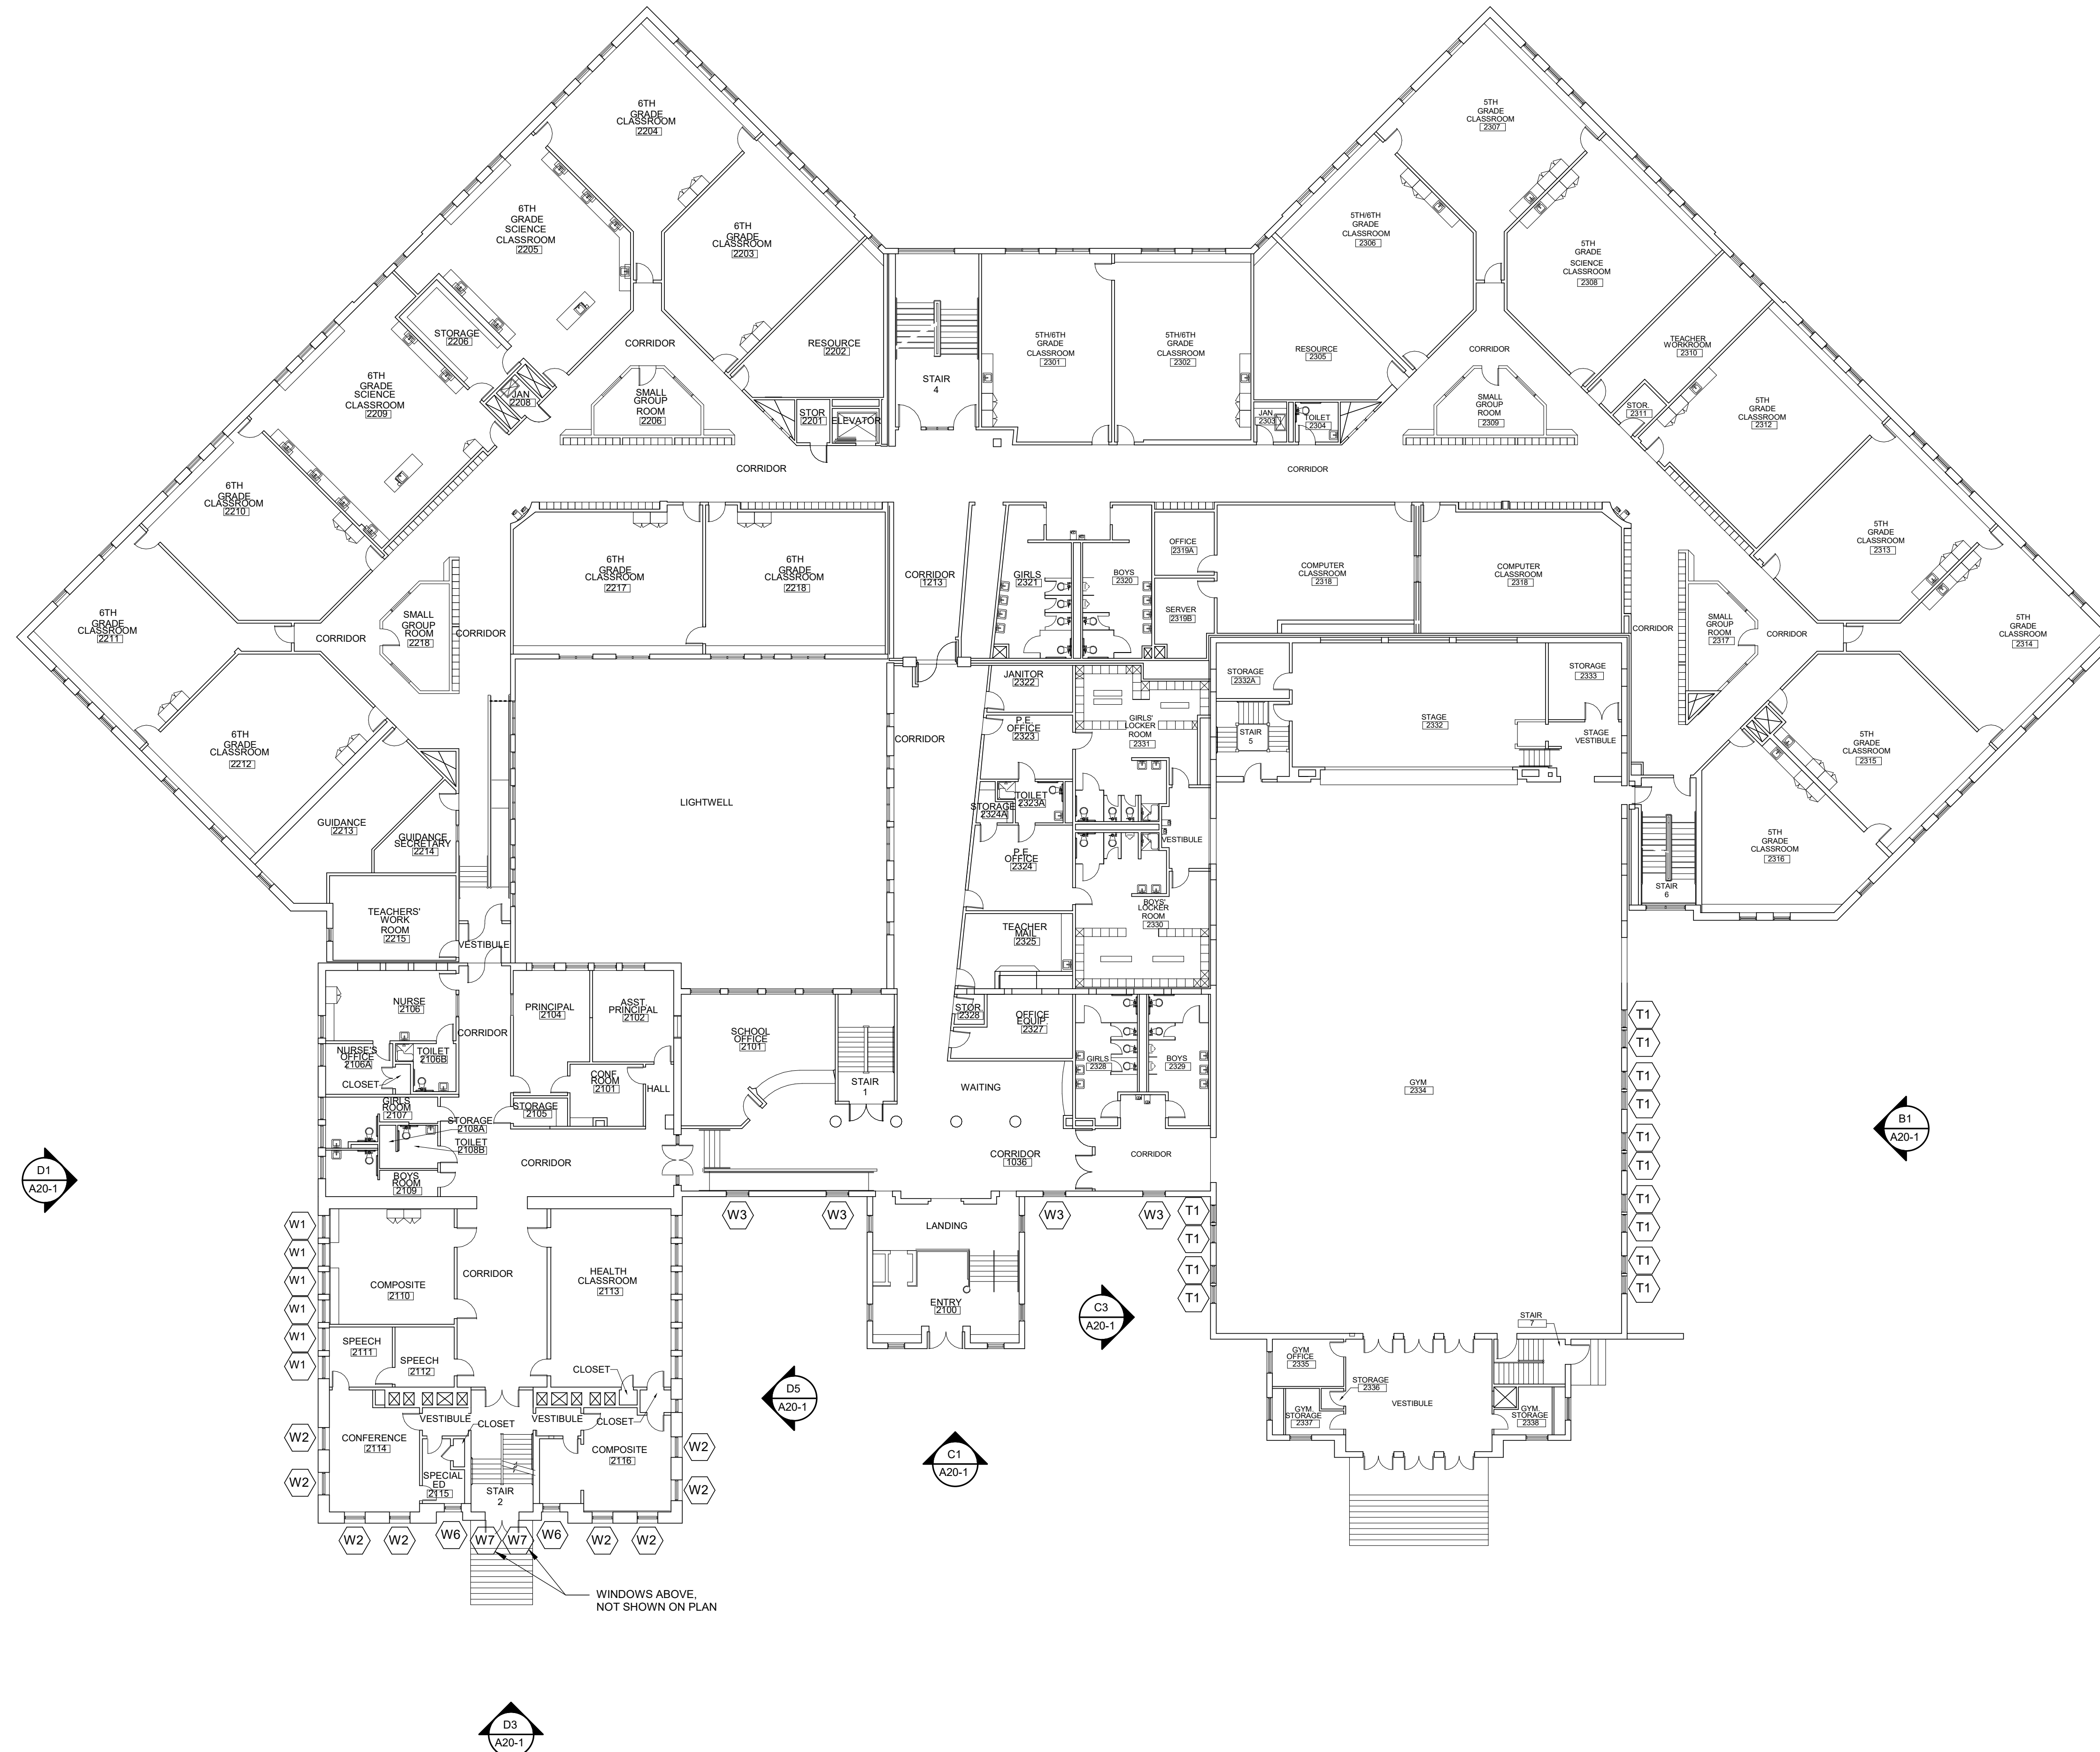 6TH
GRADE
CLASSROOM
2204
5TH
GRADE
CLASSROOM
2307
6TH
GRADE
SCIENCE
CLASSROOM
2205
6TH
GRADE
CLASSROOM
2203
5TH/6TH
GRADE
CLASSROOM
2306
5TH
GRADE
SCIENCE CLASSROOM
2308
STORAGE
2206
CORRIDOR
RESOURCE
2202
STAIR
4
5TH/6TH
GRADE
CLASSROOM
2301
5TH/6TH
GRADE
CLASSROOM
2302
RESOURCE
2305
CORRIDOR
TEACHER
WORKROOM
2310
6TH
GRADE
SCIENCE
CLASSROOM
2209
JAN
2208
SMALL
GROUP
ROOM
2206
STOR
2201
ELEVATOR
JAN
2303
TOILET
2304
SMALL
GROUP
ROOM
2309
STOR.
2311
5TH
GRADE
CLASSROOM
2312
CORRIDOR
CORRIDOR
6TH
GRADE
CLASSROOM
2210
6TH
GRADE
CLASSROOM
2217
6TH
GRADE
CLASSROOM
2218
CORRIDOR
1213
GIRLS
2321
BOYS
2320
OFFICE
2319A
SERVER
2319B
COMPUTER
CLASSROOM
2318
COMPUTER
CLASSROOM
2318
5TH
GRADE
CLASSROOM
2313
6TH
GRADE
CLASSROOM
2211
CORRIDOR
SMALL
GROUP
ROOM
2218
CORRIDOR
CORRIDOR
SMALL
GROUP
ROOM
2317
CORRIDOR
5TH
GRADE
CLASSROOM
2314
6TH
GRADE
CLASSROOM
2212
LIGHTWELL
CORRIDOR
JANITOR
2322
P.E.
OFFICE
2323
STORAGE
2324A
TOILET
2323A
GIRLS'
LOCKER
ROOM
2331
STORAGE
2332A
STAIR
5
STAGE
2332
STORAGE
2333
STAGE
VESTIBULE
5TH
GRADE
CLASSROOM
2315
GUIDANCE
2213
GUIDANCE
SECRETARY
2214
P.E.
OFFICE
2324
VESTIBULE
5TH
GRADE
CLASSROOM
2316
STAIR
6
TEACHERS'
WORK
ROOM
2215
VESTIBULE
TEACHER
MAIL
2325
BOYS'
LOCKER
ROOM
2330
NURSE
2106
CORRIDOR
PRINCIPAL
2104
ASST.
PRINCIPAL
2102
SCHOOL
OFFICE
2101
STAIR
1
STOR.
2328
OFFICE
EQUIP.
2327
GIRLS
2328
BOYS
2329
WAITING
GYM
2334
NURSE'S
OFFICE
2106A
TOILET
2106B
CLOSET
CONF.
ROOM
2101
HALL
STORAGE
2105
GIRLS
ROOM
2107
STORAGE
2108A
TOILET
2108B
BOYS
ROOM
2109
CORRIDOR
CORRIDOR
1036
CORRIDOR
T1
T1
T1
T1
T1
T1
T1
T1
T1
T1
B1
A20-1
D1
A20-1
W3
W3
W3
W3
T1
T1
T1
T1
W1
W1
W1
W1
W1
W1
COMPOSITE
2110
CORRIDOR
HEALTH
CLASSROOM
2113
LANDING
ENTRY
2100
C3
A20-1
SPEECH
2111
SPEECH
2112
CLOSET
D5
A20-1
STAIR
7
GYM
OFFICE
2335
STORAGE
2336
GYM.
STORAGE
2337
VESTIBULE
GYM.
STORAGE
2338
VESTIBULE
CLOSET
VESTIBULE
CLOSET
W2
W2
CONFERENCE
2114
SPECIAL
ED
2115
STAIR
2
COMPOSITE
2116
W2
W2
C1
A20-1
W2
W2
W6
W7
W7
W6
W2
W2
WINDOWS ABOVE,
NOT SHOWN ON PLAN
D3
A20-1